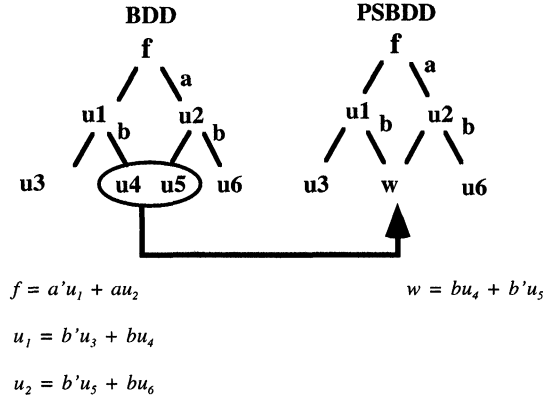 BDD PSBDD
f f
a a
u1 b u2 b u1 b u2 b
u3 u4 u5 u6 u3 w u6
f = a'u₁ + au₂ w = bu₄ + b'u₅
u₁ = b'u₃ + bu₄
u₂ = b'u₅ + bu₆